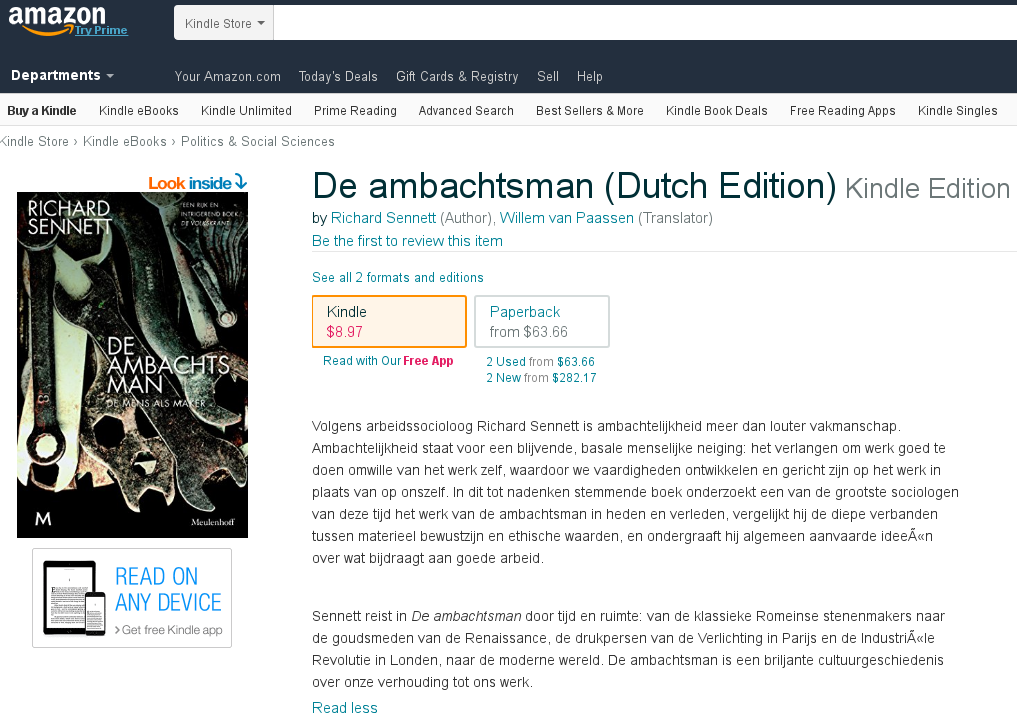 amazon
Try Prime
Kindle Store
Departments
Your Amazon.com Today's Deals Gift Cards & Registry Sell Help
Buy a Kindle Kindle eBooks Kindle Unlimited Prime Reading Advanced Search Best Sellers & More Kindle Book Deals Free Reading Apps Kindle Singles
Kindle Store › Kindle eBooks › Politics & Social Sciences
Look inside
RICHARD
SENNETT
'EEN RIJK EN
INTRIGEREND BOEK.'
DE VOLKSKRANT
DE
AMBACHTS
MAN
DE MENS ALS MAKER
M
Meulenhoff
READ ON
ANY DEVICE
› Get free Kindle app
De ambachtsman (Dutch Edition) Kindle Edition
by Richard Sennett (Author), Willem van Paassen (Translator)
Be the first to review this item
See all 2 formats and editions
Kindle
$8.97
Read with Our Free App
Paperback
from $63.66
2 Used from $63.66
2 New from $282.17
Volgens arbeidssocioloog Richard Sennett is ambachtelijkheid meer dan louter vakmanschap.
Ambachtelijkheid staat voor een blijvende, basale menselijke neiging: het verlangen om werk goed te
doen omwille van het werk zelf, waardoor we vaardigheden ontwikkelen en gericht zijn op het werk in
plaats van op onszelf. In dit tot nadenken stemmende boek onderzoekt een van de grootste sociologen
van deze tijd het werk van de ambachtsman in heden en verleden, vergelijkt hij de diepe verbanden
tussen materieel bewustzijn en ethische waarden, en ondergraaft hij algemeen aanvaarde ideeÃ«n
over wat bijdraagt aan goede arbeid.
Sennett reist in De ambachtsman door tijd en ruimte: van de klassieke Romeinse stenenmakers naar
de goudsmeden van de Renaissance, de drukpersen van de Verlichting in Parijs en de IndustriÃ«le
Revolutie in Londen, naar de moderne wereld. De ambachtsman is een briljante cultuurgeschiedenis
over onze verhouding tot ons werk.
Read less